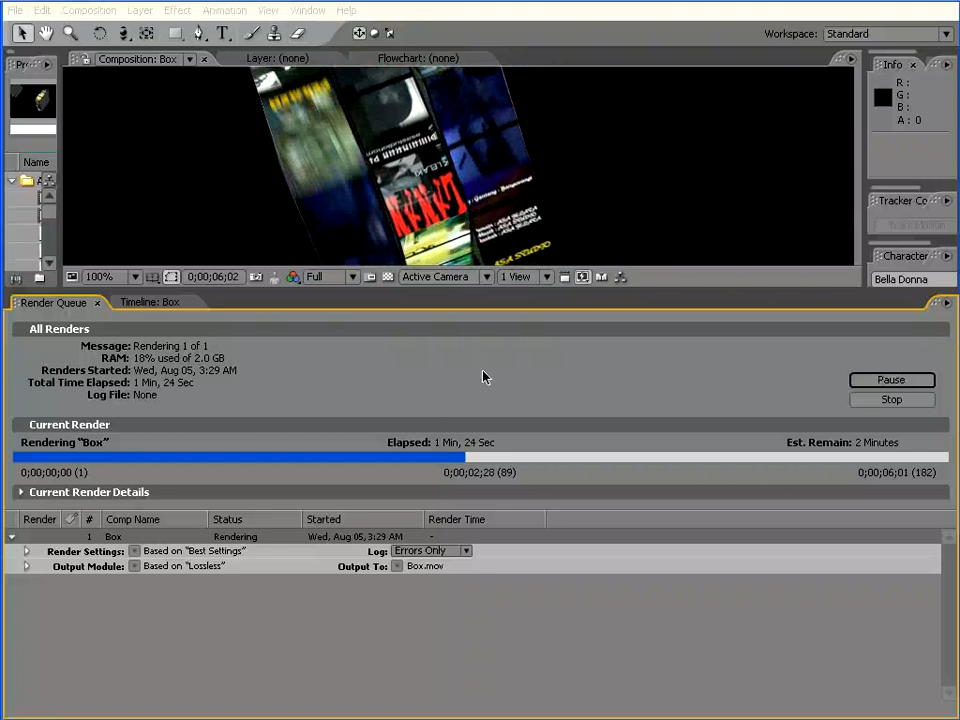 File Edit Composition Layer Effect Animation View Window Help
Workspace: Standard
Composition: Box Layer: (none) Flowchart: (none)
Info
R :
G :
B :
A : 0
Name
Tracker Co
Character
Bella Donna
ASA STUDIO
100% 0;00;06;02 Full Active Camera 1 View
Render Queue Timeline: Box
All Renders
Message: Rendering 1 of 1
RAM: 18% used of 2.0 GB
Renders Started: Wed, Aug 05, 3:29 AM
Total Time Elapsed: 1 Min, 24 Sec
Log File: None
Pause
Stop
Current Render
Rendering "Box" Elapsed: 1 Min, 24 Sec Est. Remain: 2 Minutes
0;00;00;00 (1) 0;00;02;28 (89) 0;00;06;01 (182)
Current Render Details
Render # Comp Name Status Started Render Time
1 Box Rendering Wed, Aug 05, 3:29 AM -
Render Settings: Based on "Best Settings" Log: Errors Only
Output Module: Based on "Lossless" Output To: Box.mov